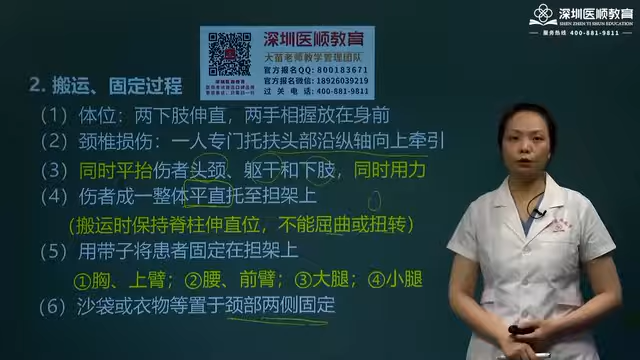 深圳医顺教育
大苗老师教学管理团队
官方报名QQ:800183671
官方报名微信:18926039219
过 关 电 话:400-881-9811
深圳医顺教育
SHEN ZHEN YI SHUN EDUCATION
服务热线 400-881-9811
2. 搬运、固定过程
(1)体位:两下肢伸直,两手相握放在身前
(2)颈椎损伤:一人专门托扶头部沿纵轴向上牵引
(3)同时平抬伤者头颈、躯干和下肢,同时用力
(4)伤者成一整体平直托至担架上
(搬运时保持脊柱伸直位,不能屈曲或扭转)
(5)用带子将患者固定在担架上
①胸、上臂;②腰、前臂;③大腿;④小腿
(6)沙袋或衣物等置于颈部两侧固定